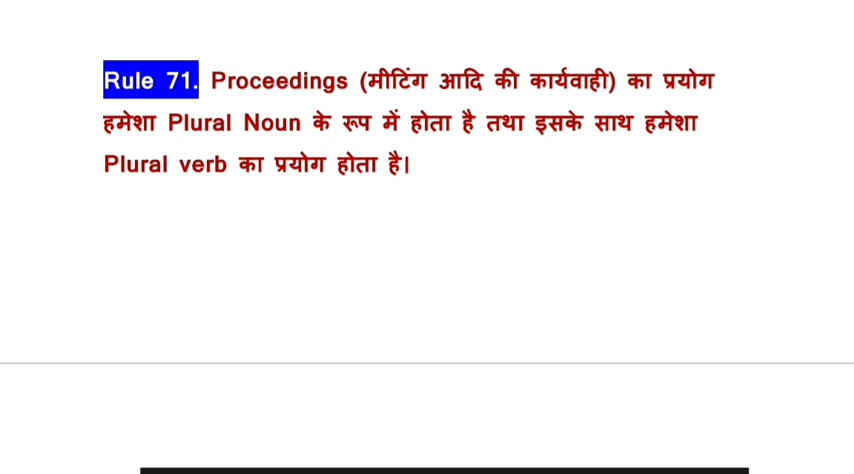 Rule 71. Proceedings (मीटिंग आदि की कार्यवाही) का प्रयोग
हमेशा Plural Noun के रूप में होता है तथा इसके साथ हमेशा
Plural verb का प्रयोग होता है।